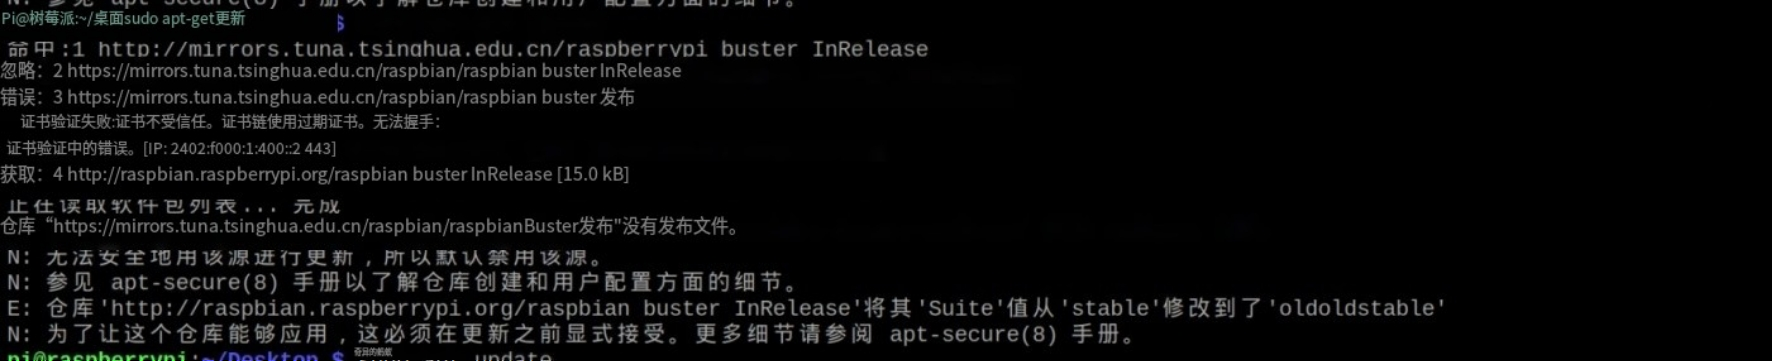 N: 参见 apt-secure(8) 手册以了解仓库创建和用户配置方面的细节。
Pi@树莓派:~/桌面sudo apt-get更新
$
命中:1 http://mirrors.tuna.tsinghua.edu.cn/raspberrypi buster InRelease
忽略：2 https://mirrors.tuna.tsinghua.edu.cn/raspbian/raspbian buster InRelease
错误：3 https://mirrors.tuna.tsinghua.edu.cn/raspbian/raspbian buster 发布
证书验证失败:证书不受信任。证书链使用过期证书。无法握手：
证书验证中的错误。[IP: 2402:f000:1:400::2 443]
获取：4 http://raspbian.raspberrypi.org/raspbian buster InRelease [15.0 kB]
正在读取软件包列表... 完成
仓库“https://mirrors.tuna.tsinghua.edu.cn/raspbian/raspbianBuster发布"没有发布文件。
N: 无法安全地用该源进行更新，所以默认禁用该源。
N: 参见 apt-secure(8) 手册以了解仓库创建和用户配置方面的细节。
E: 仓库'http://raspbian.raspberrypi.org/raspbian buster InRelease'将其'Suite'值从'stable'修改到了'oldoldstable'
N: 为了让这个仓库能够应用，这必须在更新之前显式接受。更多细节请参阅 apt-secure(8) 手册。
pi@raspberrypi:~/Desktop $ update